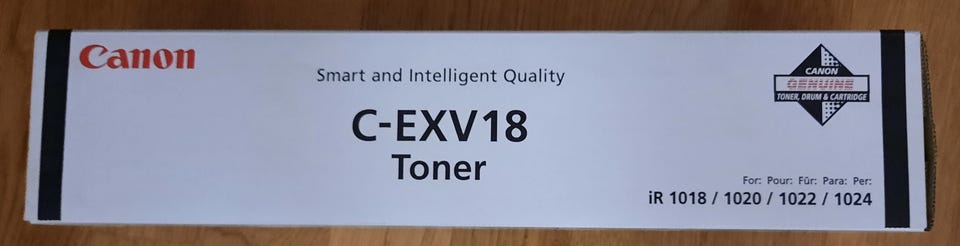 Canon
Smart and Intelligent Quality
C-EXV18
Toner
CANON
GENUINE
TONER, DRUM & CARTRIDGE
For: Pour: Für: Para: Per:
iR 1018 / 1020 / 1022 / 1024